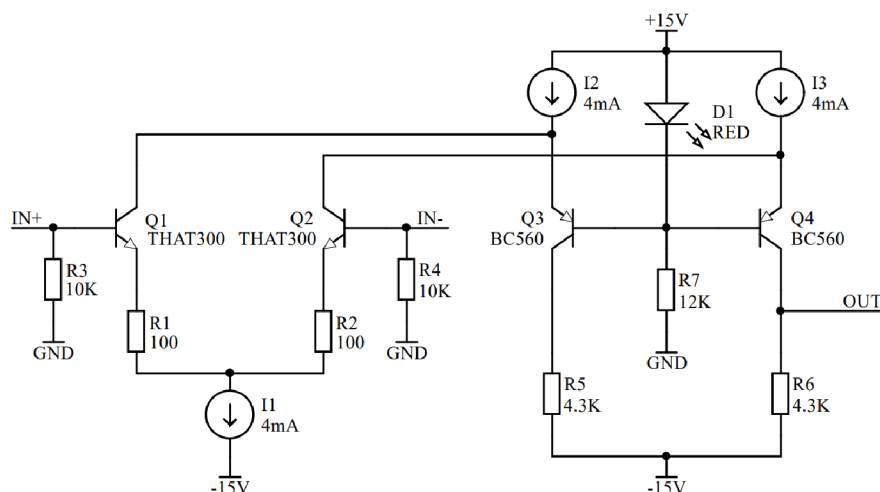 +15V
I2
4mA
D1
RED
I3
4mA
IN+
Q1
THAT300
Q2
THAT300
IN-
Q3
BC560
Q4
BC560
R3
10K
R4
10K
R7
12K
OUT
R1
100
R2
100
GND
GND
GND
I1
4mA
R5
4.3K
R6
4.3K
-15V
-15V